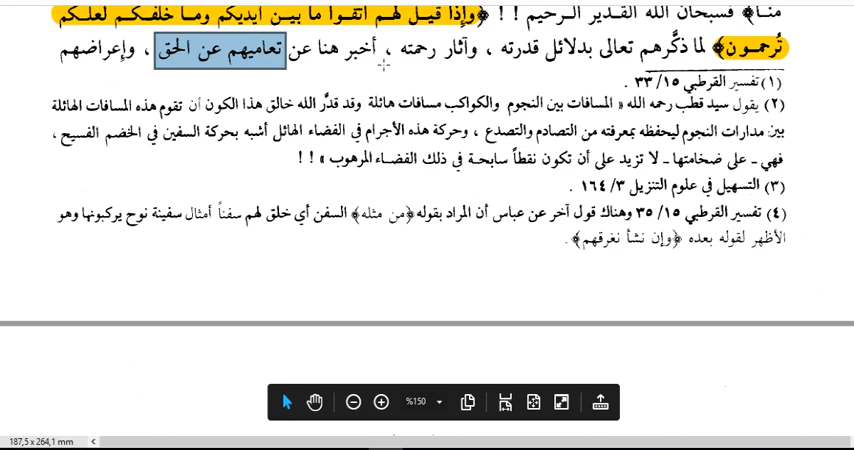 منا﴾ فسبحان الله القدير الرحيم !! ﴿وإذا قيل لهم اتقوا ما بين أيديكم وما خلفكم لعلكم
تُرحمون﴾ لما ذكَّرهم تعالى بدلائل قدرته ، وآثار رحمته ، أخبر هنا عن تعاميهم عن الحق ، وإعراضهم
(١) تفسير القرطبي ١٥/ ٣٣ .
(٢) يقول سيد قطب رحمه الله « المسافات بين النجوم والكواكب مسافات هائلة وقد قدَّر الله خالق هذا الكون أن تقوم هذه المسافات الهائلة
بين مدارات النجوم ليحفظه بمعرفته من التصادم والتصدع ، وحركة هذه الأجرام في الفضاء الهائل أشبه بحركة السفين في الخضم الفسيح ،
فهي ـ على ضخامتها ـ لا تزيد على أن تكون نقطاً سابحة في ذلك الفضاء المرهوب » !!
(٣) التسهيل في علوم التنزيل ٣/ ١٦٤ .
(٤) تفسير القرطبي ١٥/ ٣٥ وهناك قول آخر عن عباس أن المراد بقوله ﴿من مثله﴾ السفن أي خلق لهم سفناً أمثال سفينة نوح يركبونها وهو
الأظهر لقوله بعده ﴿وإن نشأ نغرقهم﴾ .
%150
187,5 x 264,1 mm